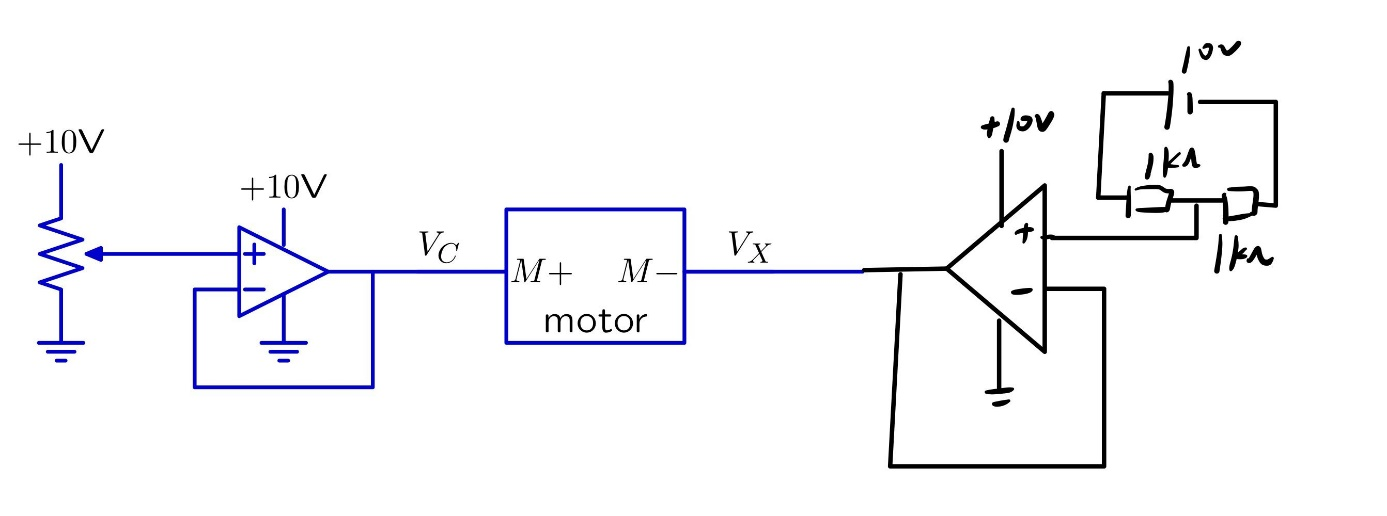 +10V
+10V
+
−
V_C
M+ M−
motor
V_X
+10V
+
−
10V
1kΩ
1kΩ